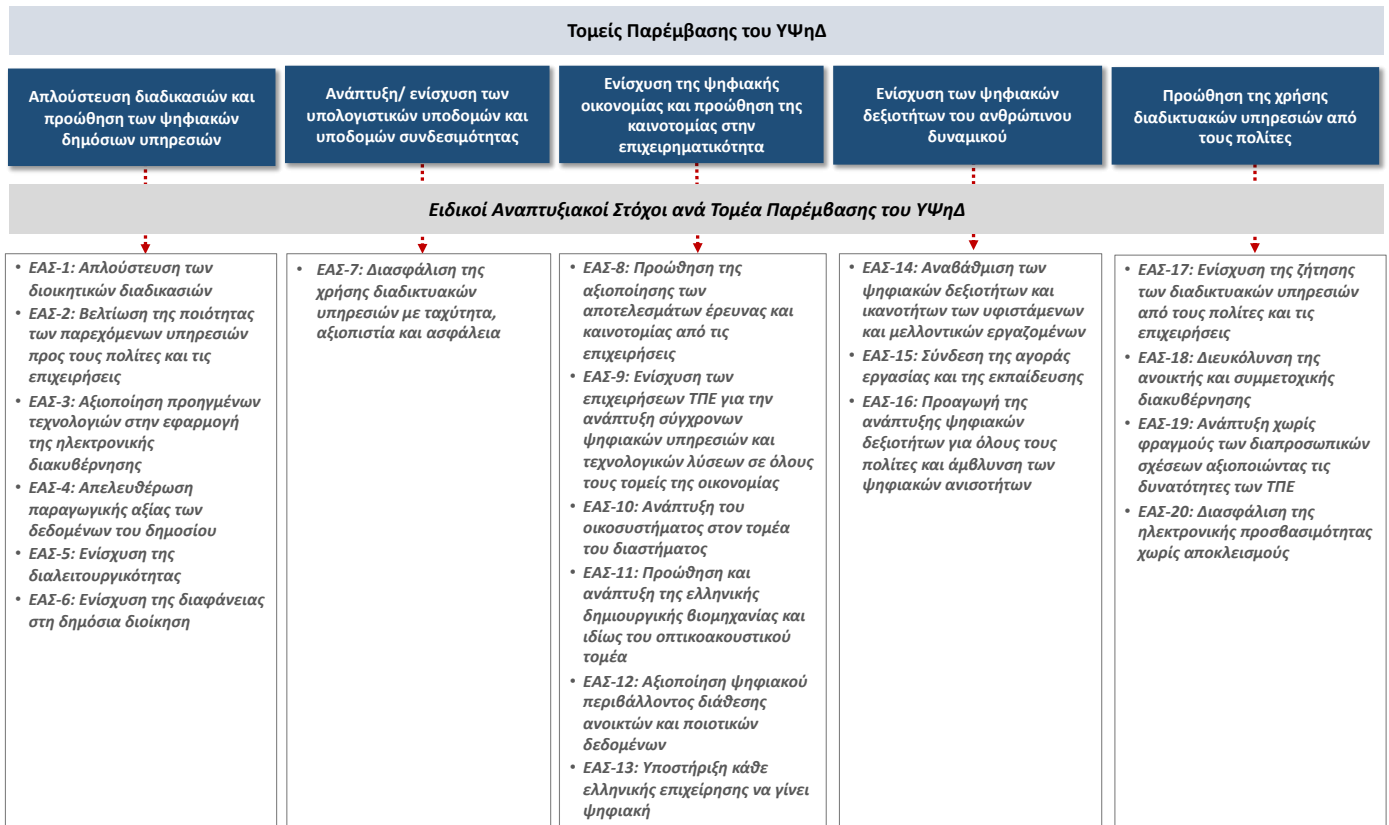 Τομείς Παρέμβασης του ΥΨηΔ
Απλούστευση διαδικασιών και
προώθηση των ψηφιακών
δημόσιων υπηρεσιών
Ανάπτυξη/ ενίσχυση των
υπολογιστικών υποδομών και
υποδομών συνδεσιμότητας
Ενίσχυση της ψηφιακής
οικονομίας και προώθηση της
καινοτομίας στην
επιχειρηματικότητα
Ενίσχυση των ψηφιακών
δεξιοτήτων του ανθρώπινου
δυναμικού
Προώθηση της χρήσης
διαδικτυακών υπηρεσιών από
τους πολίτες
Ειδικοί Αναπτυξιακοί Στόχοι ανά Τομέα Παρέμβασης του ΥΨηΔ
• ΕΑΣ-1: Απλούστευση των
διοικητικών διαδικασιών
• ΕΑΣ-2: Βελτίωση της ποιότητας
των παρεχόμενων υπηρεσιών
προς τους πολίτες και τις
επιχειρήσεις
• ΕΑΣ-3: Αξιοποίηση προηγμένων
τεχνολογιών στην εφαρμογή
της ηλεκτρονικής
διακυβέρνησης
• ΕΑΣ-4: Απελευθέρωση
παραγωγικής αξίας των
δεδομένων του δημοσίου
• ΕΑΣ-5: Ενίσχυση της
διαλειτουργικότητας
• ΕΑΣ-6: Ενίσχυση της διαφάνειας
στη δημόσια διοίκηση
• ΕΑΣ-7: Διασφάλιση της
χρήσης διαδικτυακών
υπηρεσιών με ταχύτητα,
αξιοπιστία και ασφάλεια
• ΕΑΣ-8: Προώθηση της
αξιοποίησης των
αποτελεσμάτων έρευνας και
καινοτομίας από τις
επιχειρήσεις
• ΕΑΣ-9: Ενίσχυση των
επιχειρήσεων ΤΠΕ για την
ανάπτυξη σύγχρονων
ψηφιακών υπηρεσιών και
τεχνολογικών λύσεων σε όλους
τους τομείς της οικονομίας
• ΕΑΣ-10: Ανάπτυξη του
οικοσυστήματος στον τομέα
του διαστήματος
• ΕΑΣ-11: Προώθηση και
ανάπτυξη της ελληνικής
δημιουργικής βιομηχανίας και
ιδίως του οπτικοακουστικού
τομέα
• ΕΑΣ-12: Αξιοποίηση ψηφιακού
περιβάλλοντος διάθεσης
ανοικτών και ποιοτικών
δεδομένων
• ΕΑΣ-13: Υποστήριξη κάθε
ελληνικής επιχείρησης να γίνει
ψηφιακή
• ΕΑΣ-14: Αναβάθμιση των
ψηφιακών δεξιοτήτων και
ικανοτήτων των υφιστάμενων
και μελλοντικών εργαζομένων
• ΕΑΣ-15: Σύνδεση της αγοράς
εργασίας και της εκπαίδευσης
• ΕΑΣ-16: Προαγωγή της
ανάπτυξης ψηφιακών
δεξιοτήτων για όλους τους
πολίτες και άμβλυνση των
ψηφιακών ανισοτήτων
• ΕΑΣ-17: Ενίσχυση της ζήτησης
των διαδικτυακών υπηρεσιών
από τους πολίτες και τις
επιχειρήσεις
• ΕΑΣ-18: Διευκόλυνση της
ανοικτής και συμμετοχικής
διακυβέρνησης
• ΕΑΣ-19: Ανάπτυξη χωρίς
φραγμούς των διαπροσωπικών
σχέσεων αξιοποιώντας τις
δυνατότητες των ΤΠΕ
• ΕΑΣ-20: Διασφάλιση της
ηλεκτρονικής προσβασιμότητας
χωρίς αποκλεισμούς